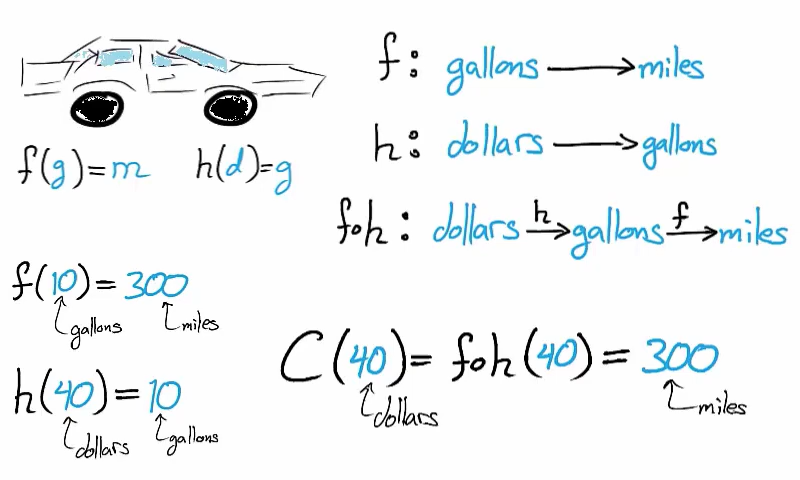 f: gallons → miles
h: dollars → gallons
f(g)=m h(d)=g
h f
f∘h: dollars → gallons → miles
f(10)=300
gallons miles
C(40)= f∘h(40)=300
dollars miles
h(40)=10
dollars gallons